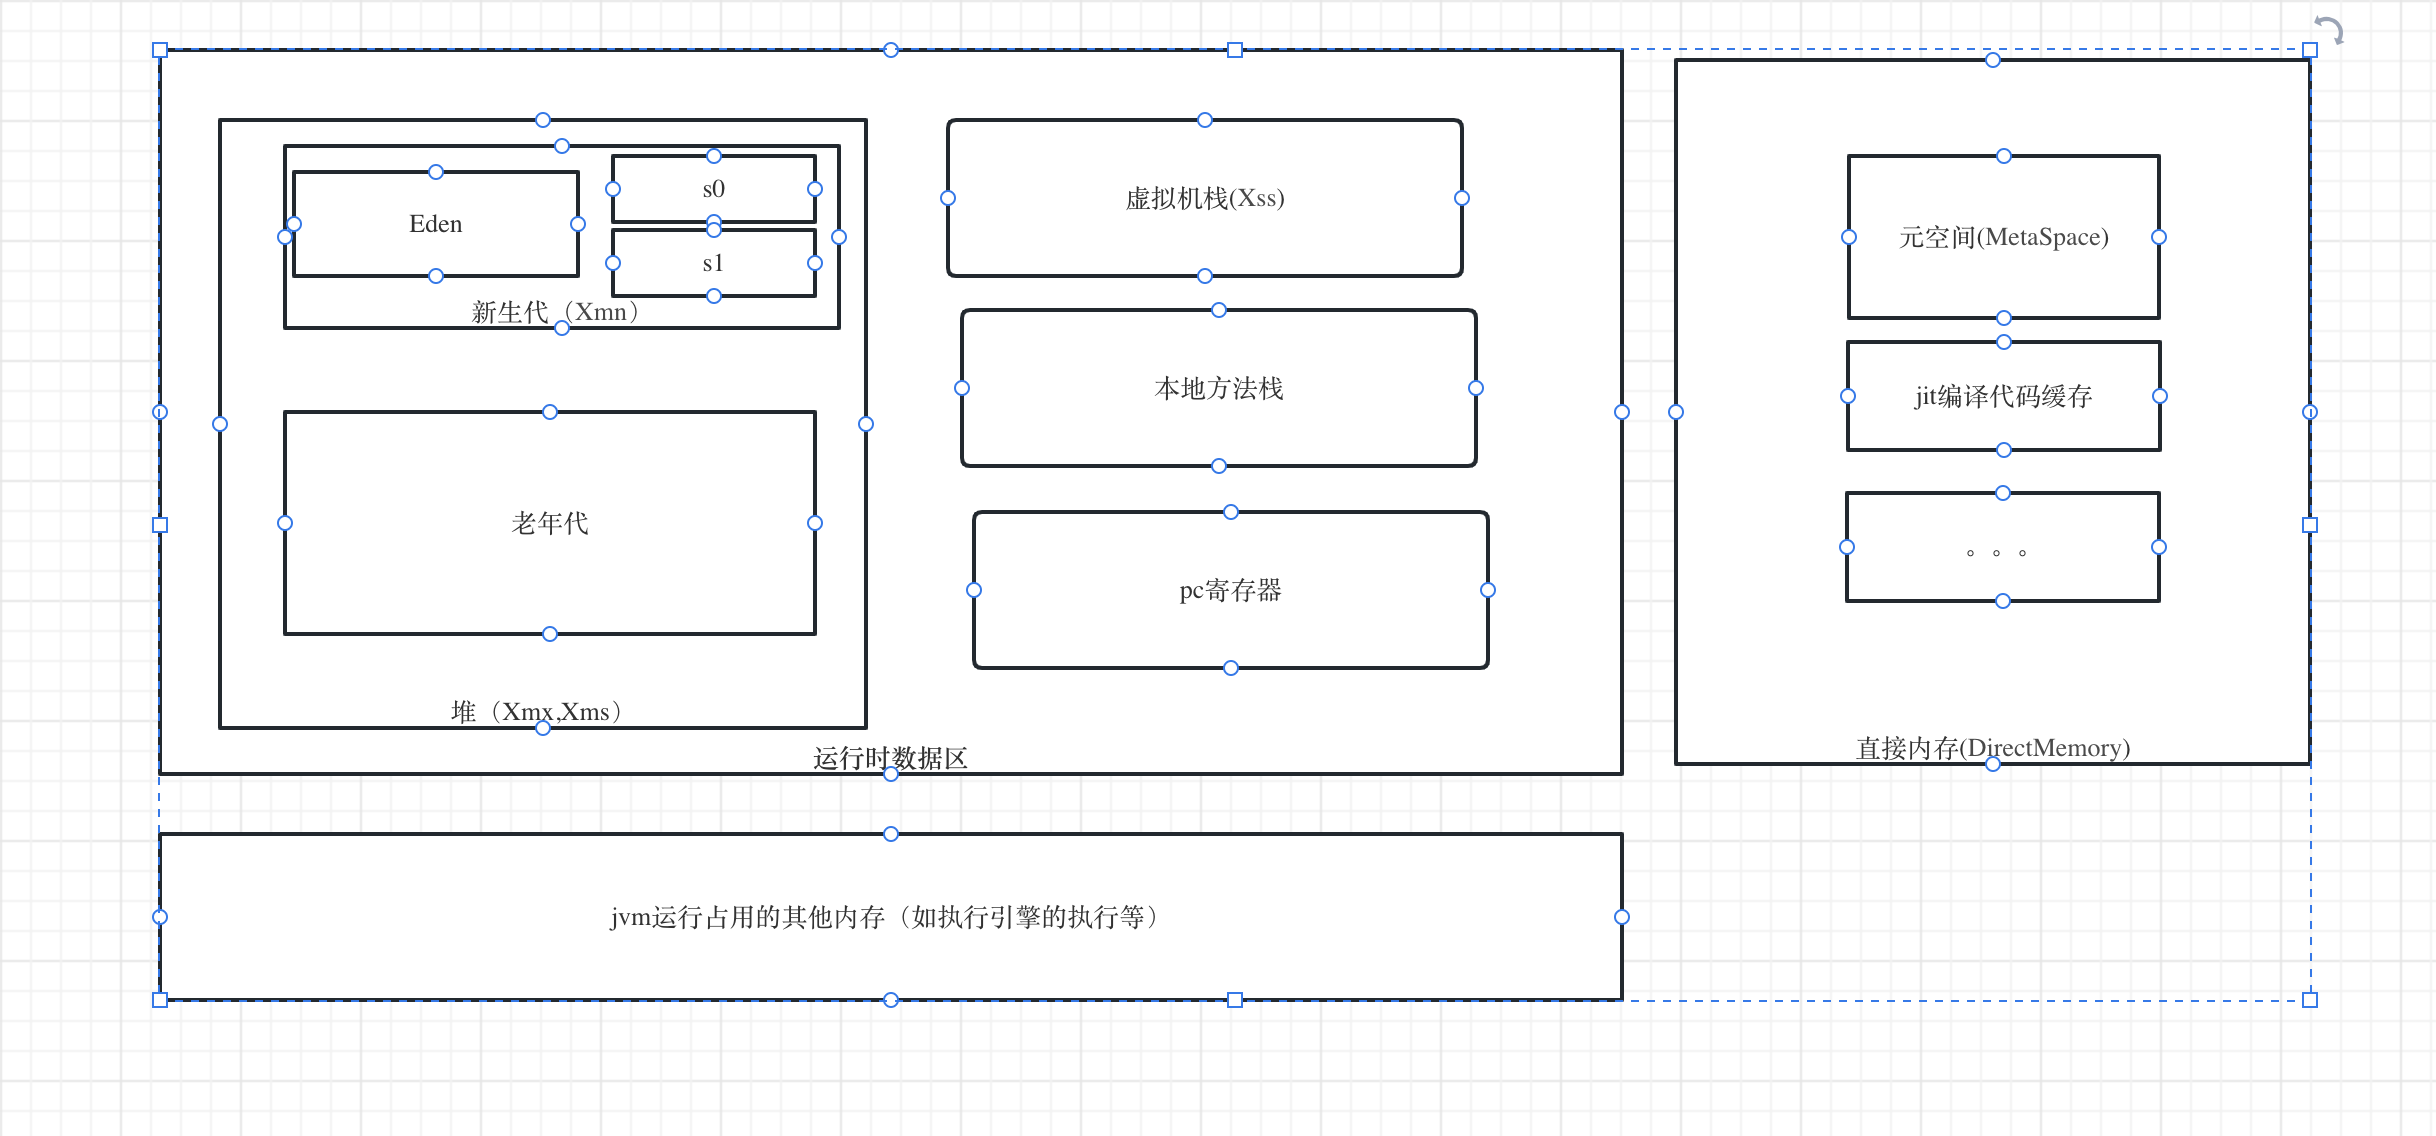 Eden
s0
s1
新生代（Xmn）
老年代
堆（Xmx,Xms）
虚拟机栈(Xss)
本地方法栈
pc寄存器
运行时数据区
元空间(MetaSpace)
jit编译代码缓存
。。。
直接内存(DirectMemory)
jvm运行占用的其他内存（如执行引擎的执行等）